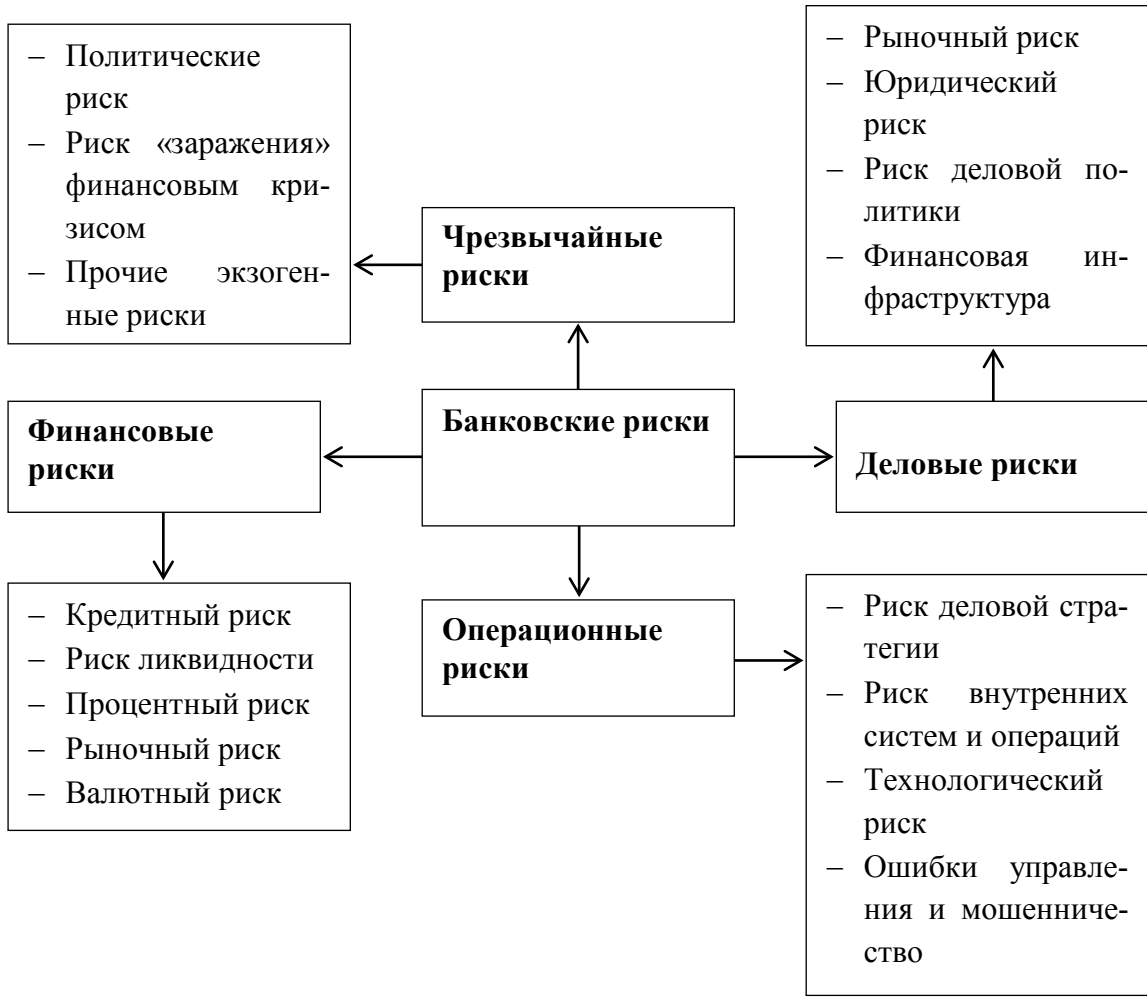 – Политические
риск
– Риск «заражения»
финансовым кри-
зисом
– Прочие экзоген-
ные риски
– Рыночный риск
– Юридический
риск
– Риск деловой по-
литики
– Финансовая ин-
фраструктура
Чрезвычайные
риски
Финансовые
риски
Банковские риски
Деловые риски
– Кредитный риск
– Риск ликвидности
– Процентный риск
– Рыночный риск
– Валютный риск
Операционные
риски
– Риск деловой стра-
тегии
– Риск внутренних
систем и операций
– Технологический
риск
– Ошибки управле-
ния и мошенниче-
ство